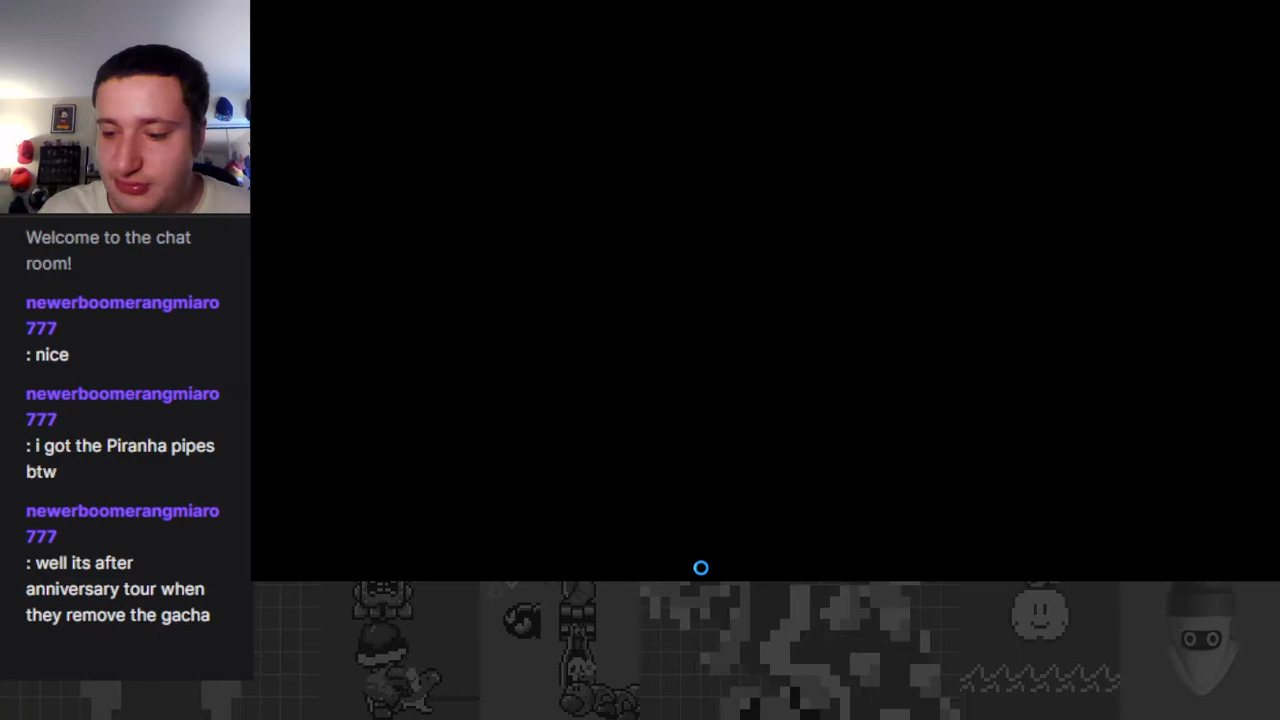 Welcome to the chat
room!
newerboomerangmiaro
777
: nice
newerboomerangmiaro
777
: i got the Piranha pipes
btw
newerboomerangmiaro
777
: well its after
anniversary tour when
they remove the gacha